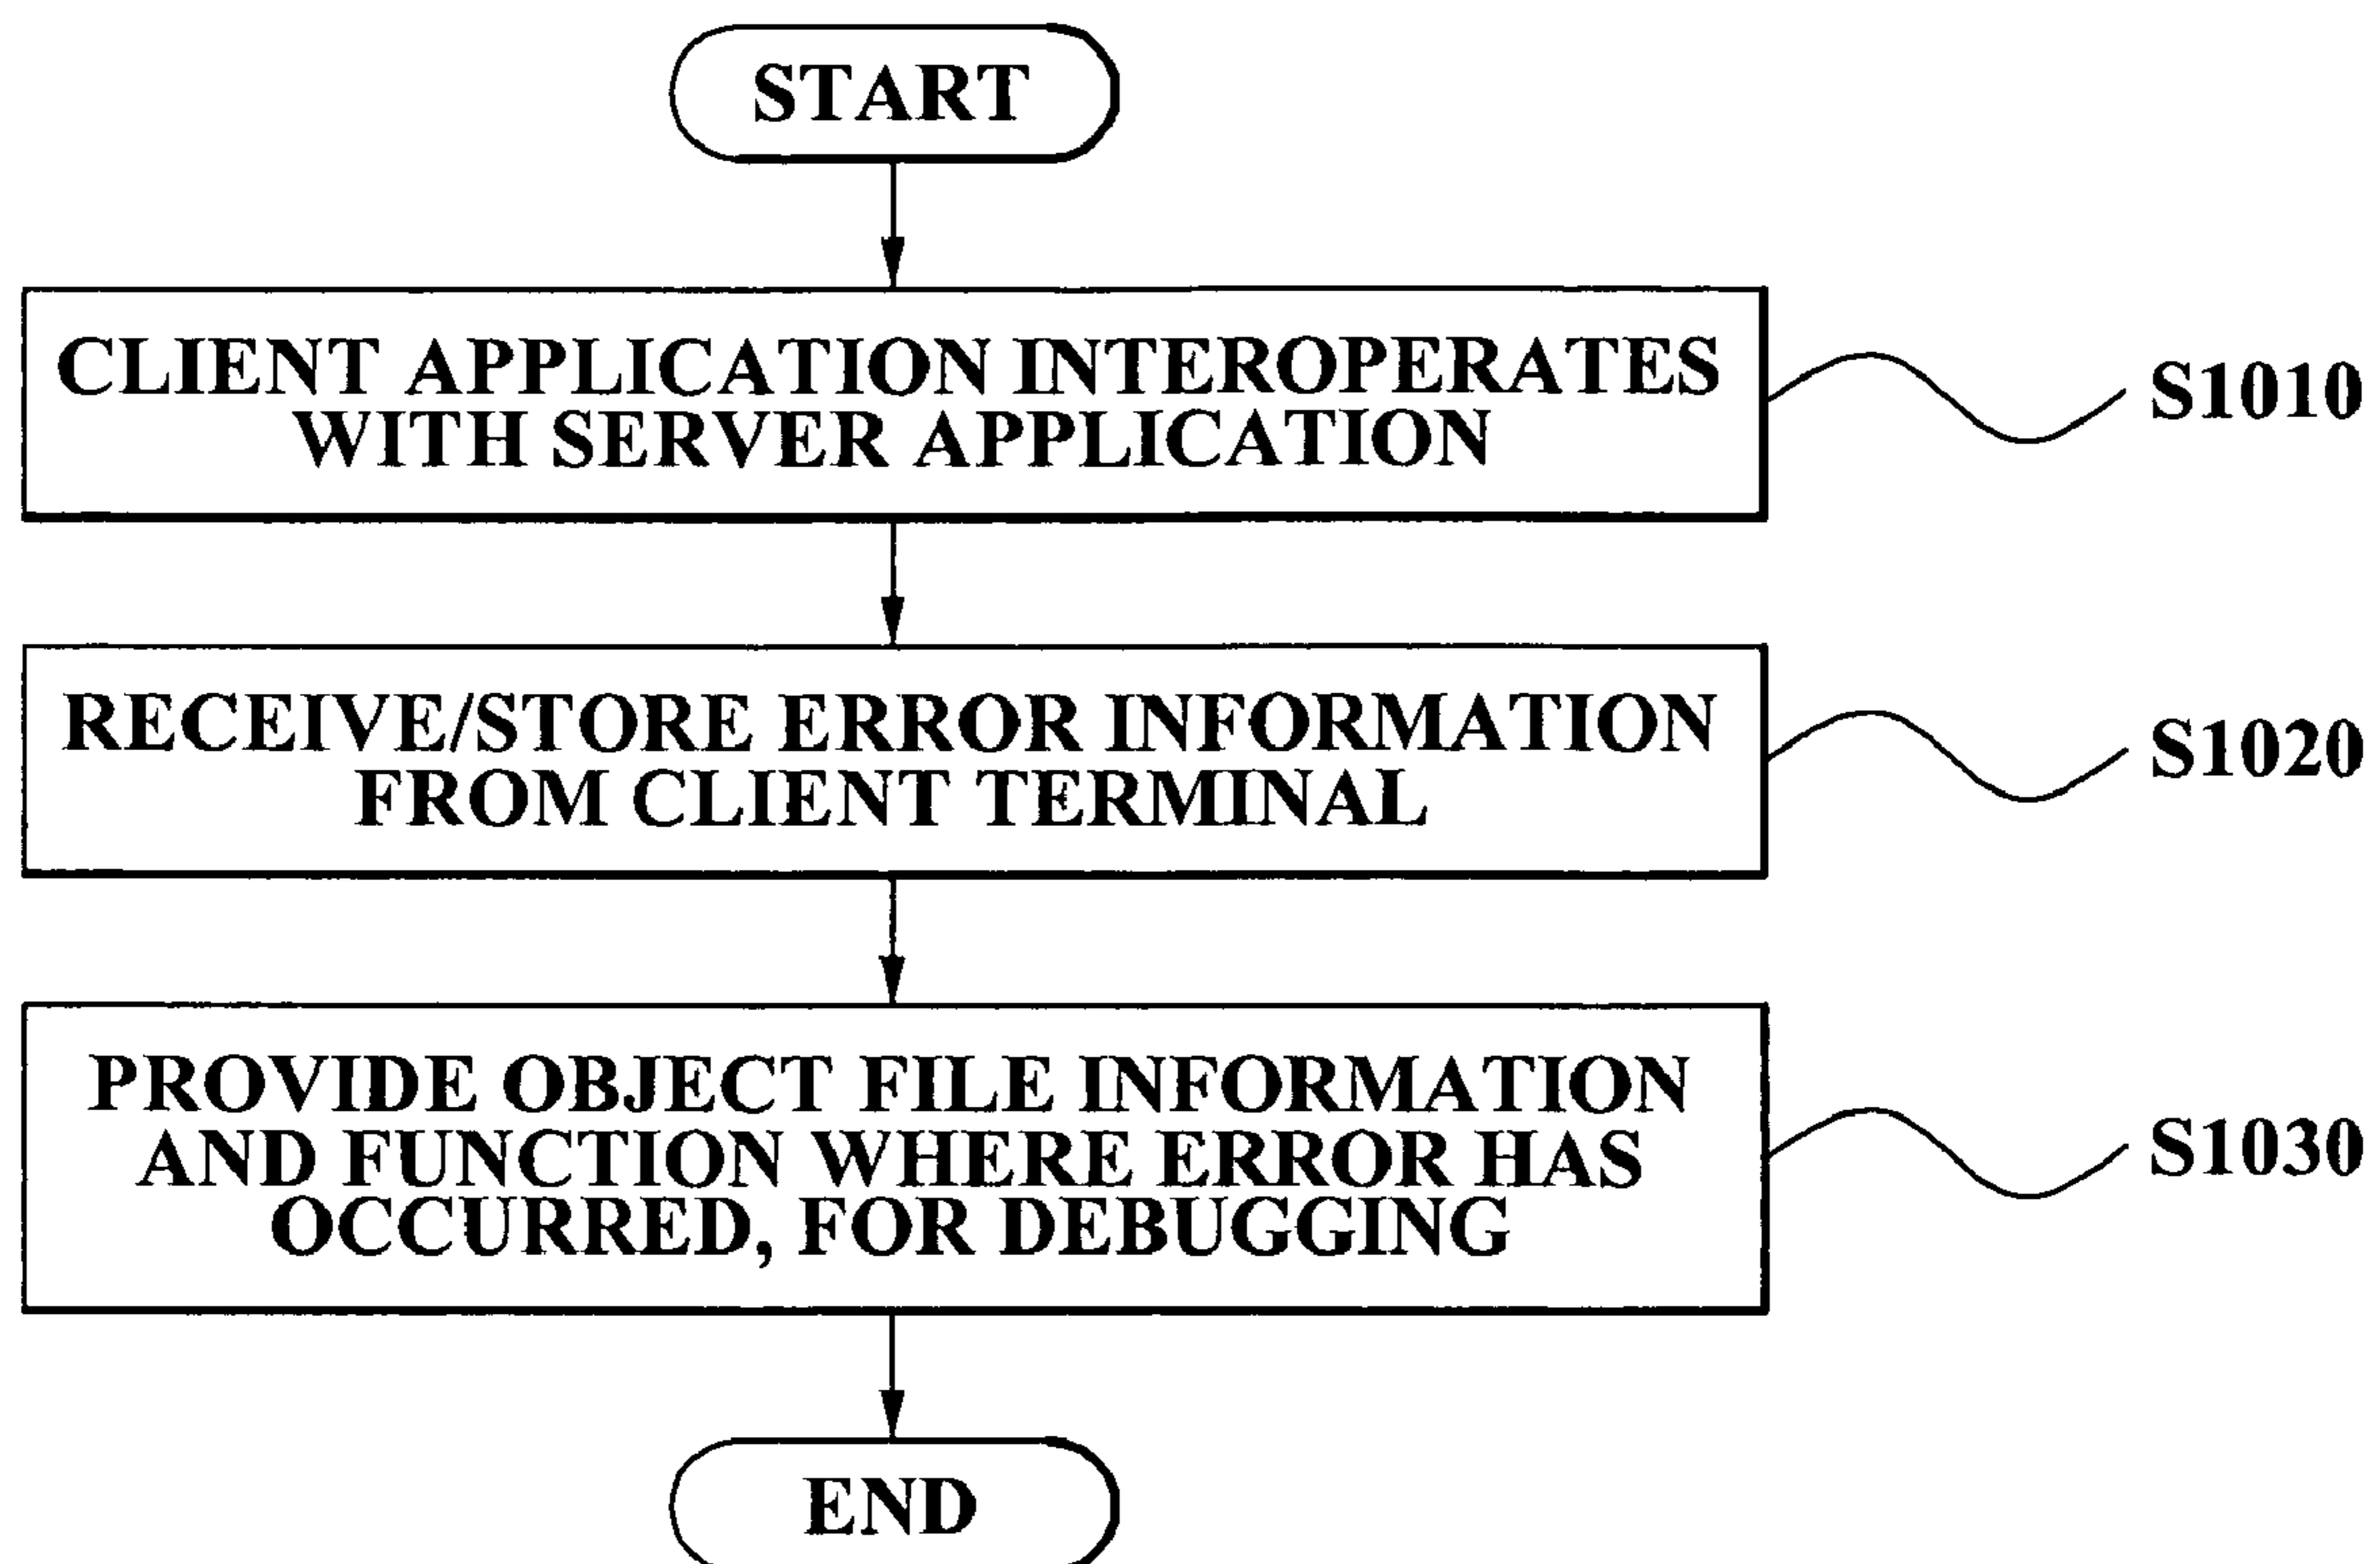 START
CLIENT APPLICATION INTEROPERATES
WITH SERVER APPLICATION
S1010
RECEIVE/STORE ERROR INFORMATION
FROM CLIENT TERMINAL
S1020
PROVIDE OBJECT FILE INFORMATION
AND FUNCTION WHERE ERROR HAS
OCCURRED, FOR DEBUGGING
S1030
END